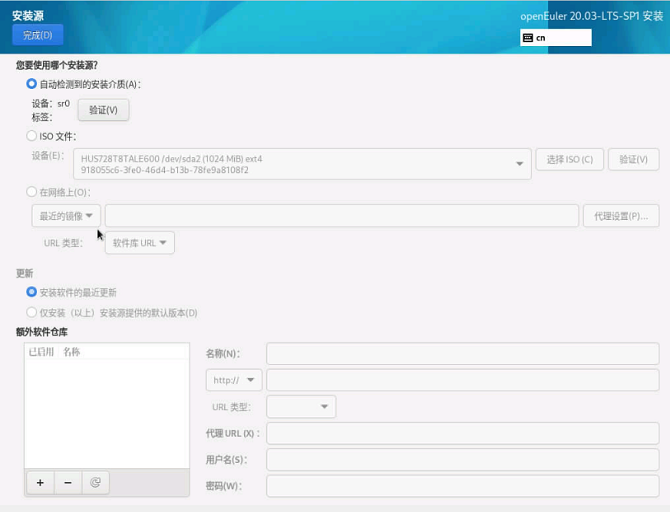 安装源
openEuler 20.03-LTS-SP1 安装
完成(D)
cn
您要使用哪个安装源?
自动检测到的安装介质(A):
设备: sr0
标签:
验证(V)
ISO 文件:
设备(E):
HUS728T8TALE600 /dev/sda2 (1024 MiB) ext4
918055c6-3fe0-46d4-b13b-78fe9a8108f2
选择 ISO (C)
验证(V)
在网络上(O):
最近的镜像
代理设置(P)...
URL 类型:
软件库 URL
更新
安装软件的最近更新
仅安装（以上）安装源提供的默认版本(D)
额外软件仓库
已启用 名称
名称(N):
http://
URL 类型:
代理 URL (X) :
用户名(S):
密码(W):
+ −